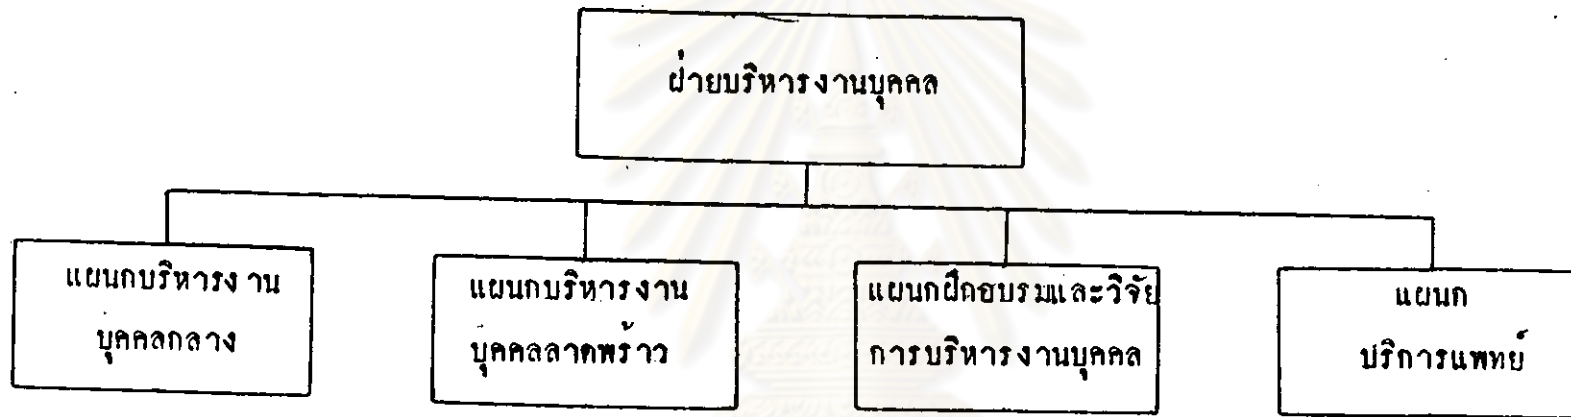 ฝ่ายบริหารงานบุคคล
แผนกบริหารงาน
บุคคลกลาง
แผนกบริหารงาน
บุคคลลาดพร้าว
แผนกฝึกอบรมและวิจัย
การบริหารงานบุคคล
แผนก
บริการแพทย์